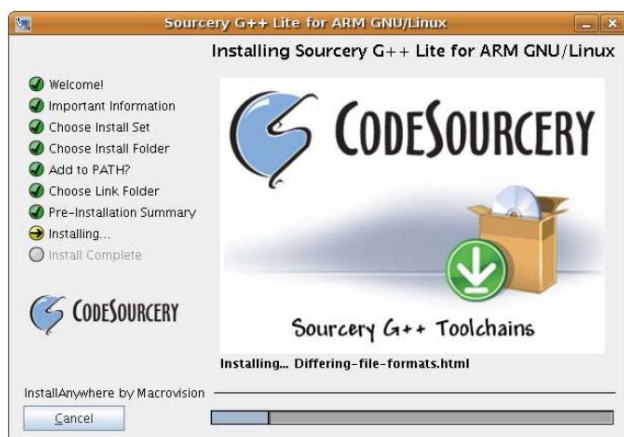 Sourcery G++ Lite for ARM GNU/Linux
Installing Sourcery G++ Lite for ARM GNU/Linux
Welcome!
Important Information
Choose Install Set
Choose Install Folder
Add to PATH?
Choose Link Folder
Pre-Installation Summary
Installing...
Install Complete
CODESOURCERY
CODESOURCERY
Sourcery G++ Toolchains
Installing... Differing-file-formats.html
InstallAnywhere by Macrovision
Cancel